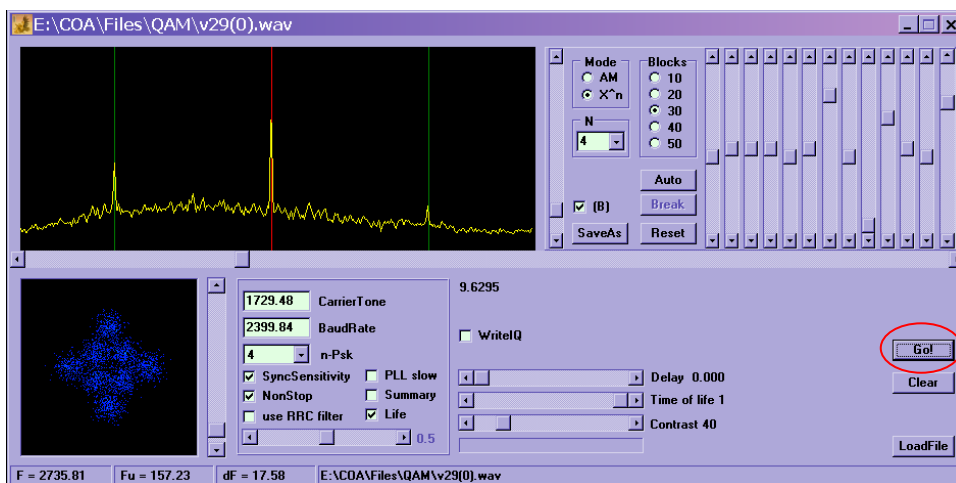 E:\COA\Files\QAM\v29(0).wav
Mode
AM
X^n
N
4
(B)
SaveAs
Blocks
10
20
30
40
50
Auto
Break
Reset
1729.48 CarrierTone
2399.84 BaudRate
4 n-Psk
SyncSensitivity PLL slow
NonStop Summary
use RRC filter Life
0.5
9.6295
WriteIQ
Delay 0.000
Time of life 1
Contrast 40
Go!
Clear
LoadFile
F = 2735.81 Fu = 157.23 dF = 17.58 E:\COA\Files\QAM\v29(0).wav